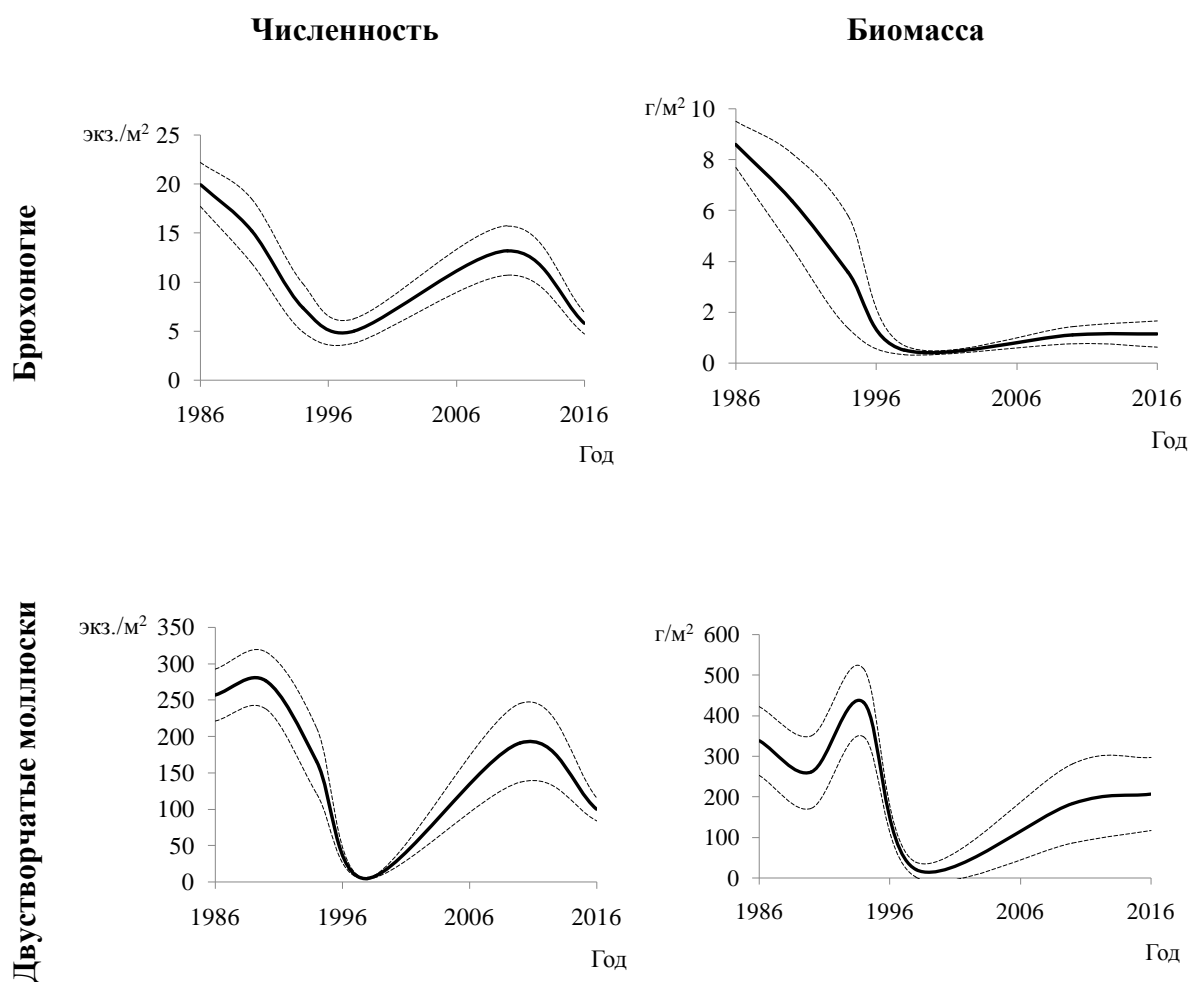 Численность
Биомасса
Брюхоногие
экз./м² 25
20
15
10
5
0
1986 1996 2006 2016
Год
г/м² 10
8
6
4
2
0
1986 1996 2006 2016
Год
Двустворчатые моллюски
экз./м² 350
300
250
200
150
100
50
0
1986 1996 2006 2016
Год
г/м² 600
500
400
300
200
100
0
1986 1996 2006 2016
Год